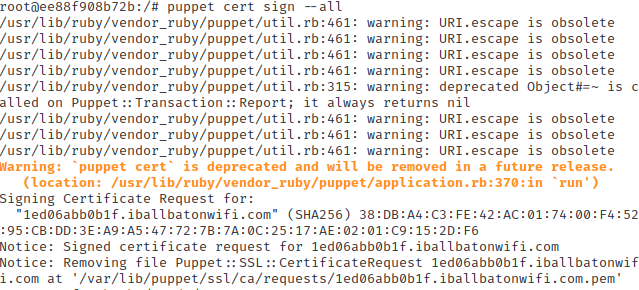 root@ee88f908b72b:/# puppet cert sign --all
/usr/lib/ruby/vendor_ruby/puppet/util.rb:461: warning: URI.escape is obsolete
/usr/lib/ruby/vendor_ruby/puppet/util.rb:461: warning: URI.escape is obsolete
/usr/lib/ruby/vendor_ruby/puppet/util.rb:461: warning: URI.escape is obsolete
/usr/lib/ruby/vendor_ruby/puppet/util.rb:461: warning: URI.escape is obsolete
/usr/lib/ruby/vendor_ruby/puppet/util.rb:315: warning: deprecated Object#=~ is c
alled on Puppet::Transaction::Report; it always returns nil
/usr/lib/ruby/vendor_ruby/puppet/util.rb:461: warning: URI.escape is obsolete
/usr/lib/ruby/vendor_ruby/puppet/util.rb:461: warning: URI.escape is obsolete
/usr/lib/ruby/vendor_ruby/puppet/util.rb:461: warning: URI.escape is obsolete
Warning: `puppet cert` is deprecated and will be removed in a future release.
   (location: /usr/lib/ruby/vendor_ruby/puppet/application.rb:370:in `run')
Signing Certificate Request for:
  "1ed06abb0b1f.iballbatonwifi.com" (SHA256) 38:DB:A4:C3:FE:42:AC:01:74:00:F4:52
:95:CB:DD:3E:A9:A5:47:72:7B:7A:0C:25:17:AE:02:01:C9:15:2D:F6
Notice: Signed certificate request for 1ed06abb0b1f.iballbatonwifi.com
Notice: Removing file Puppet::SSL::CertificateRequest 1ed06abb0b1f.iballbatonwif
i.com at '/var/lib/puppet/ssl/ca/requests/1ed06abb0b1f.iballbatonwifi.com.pem'